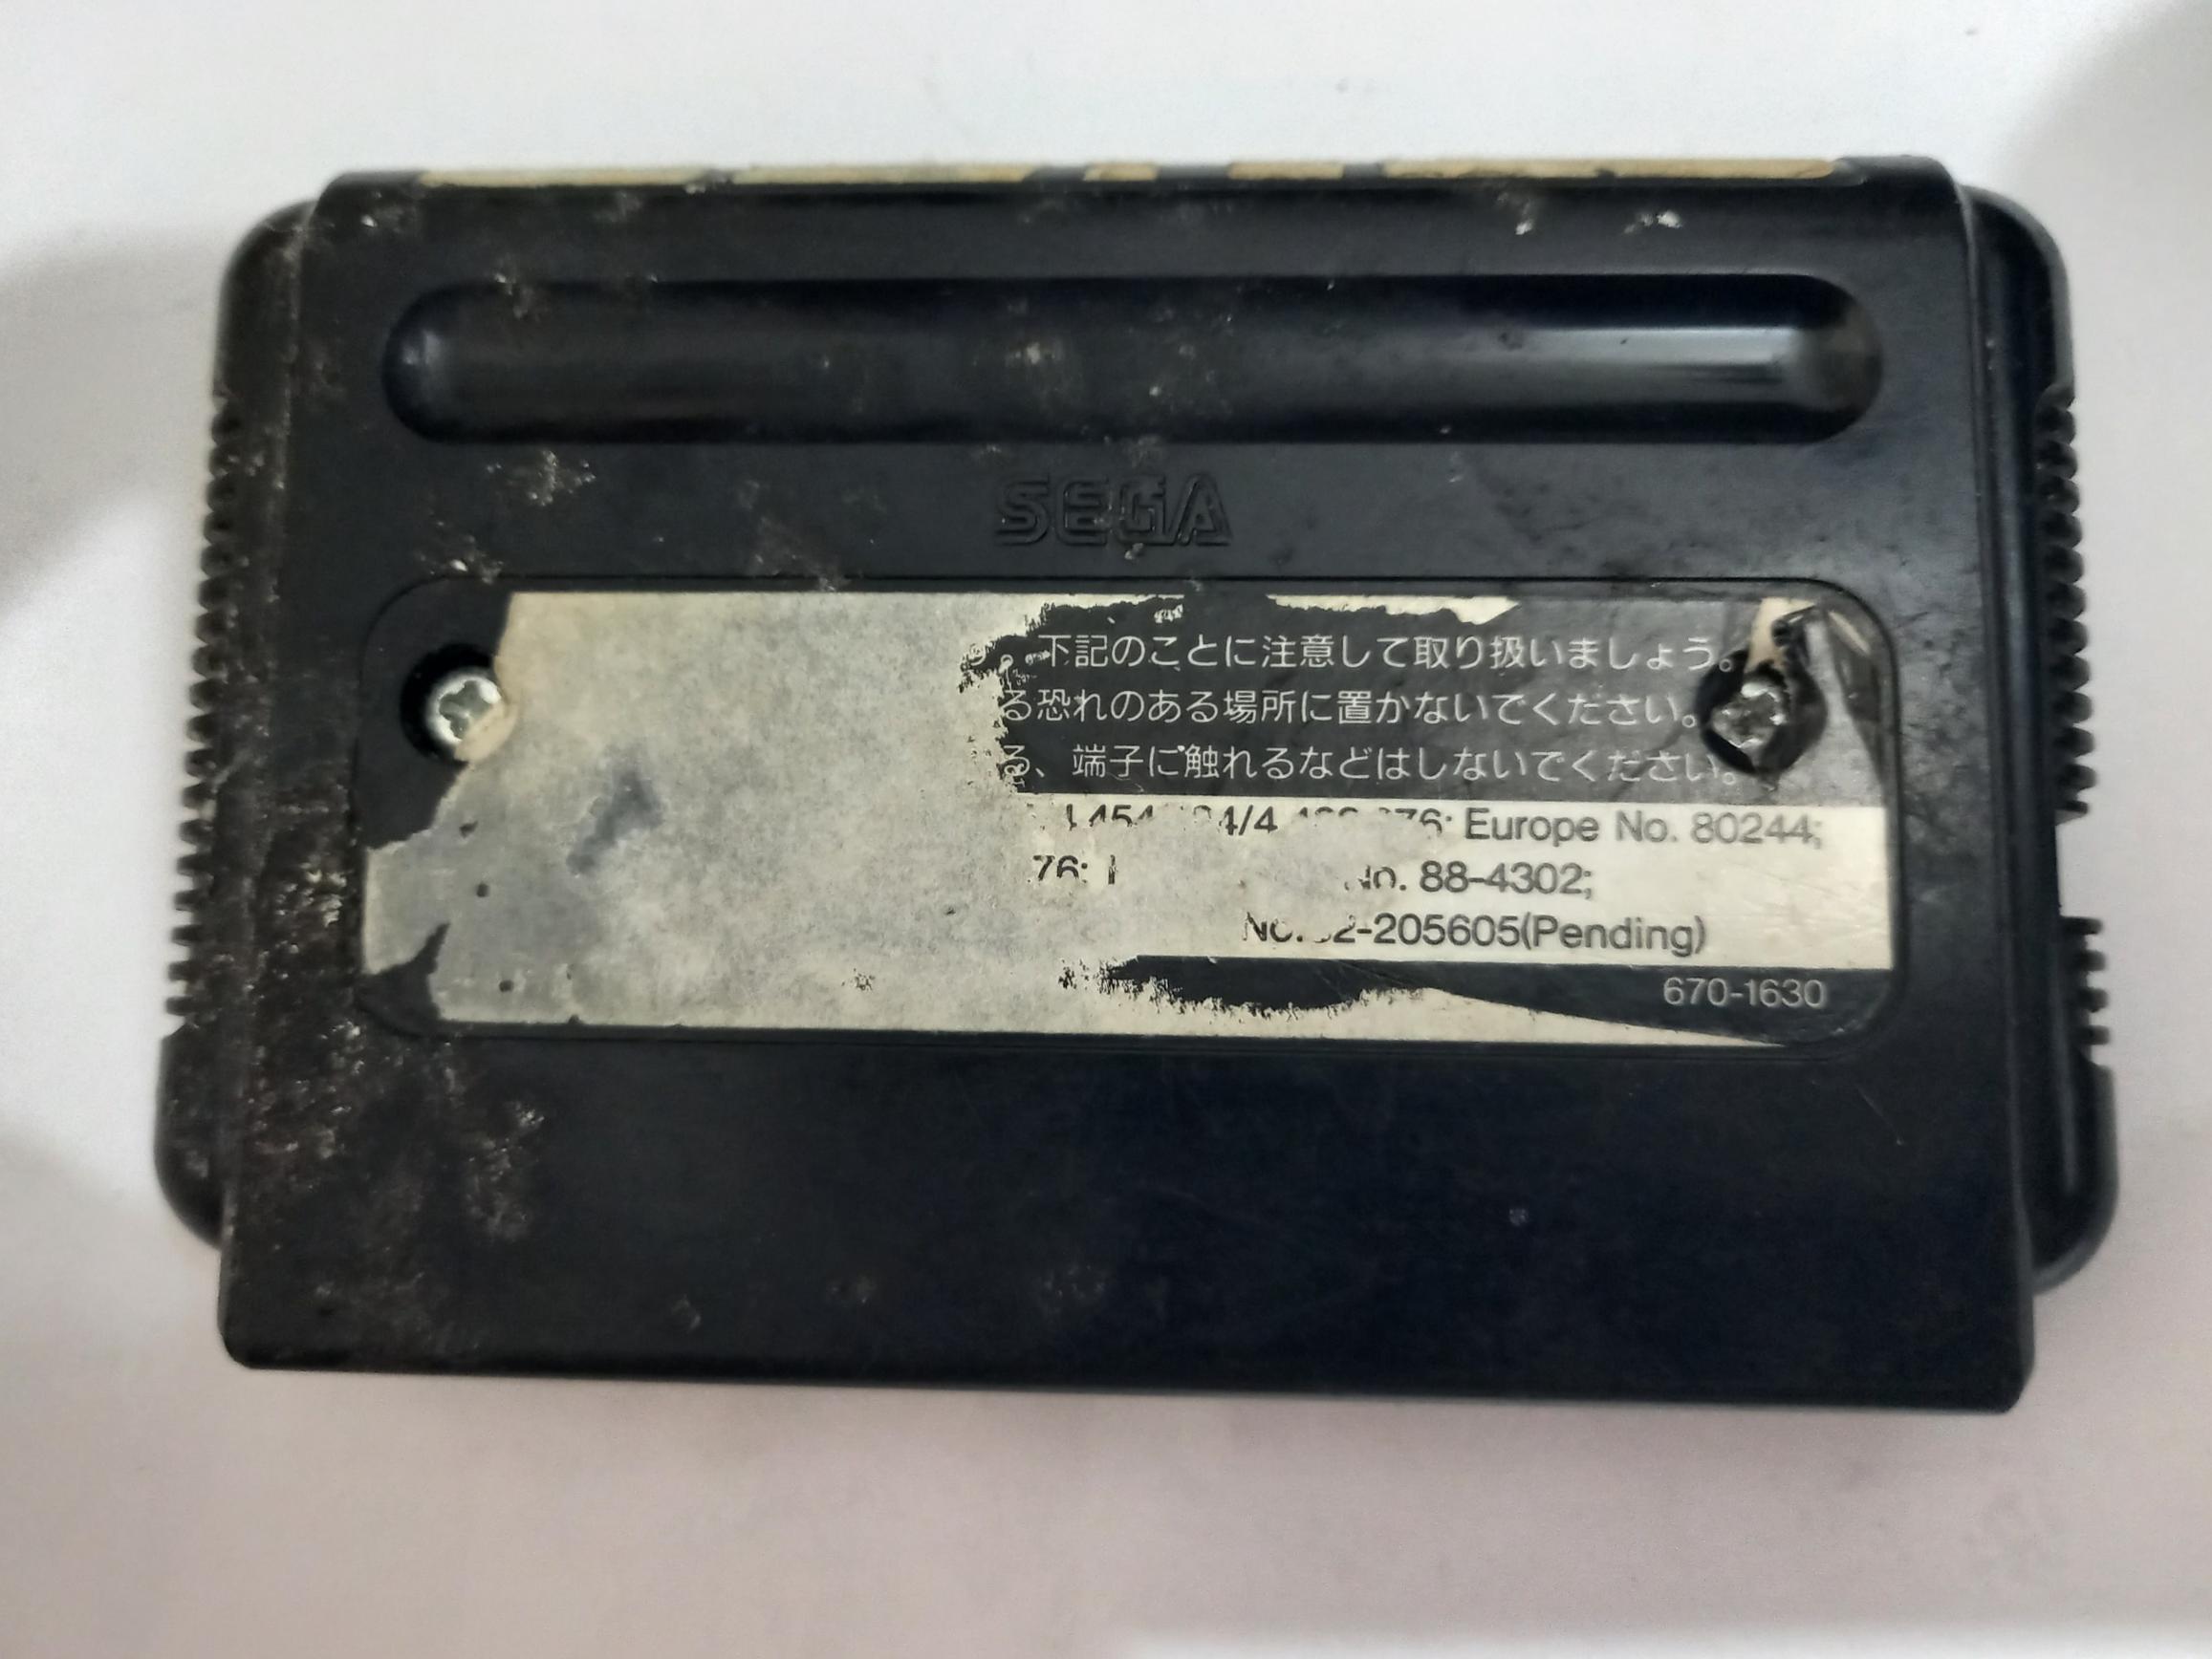 SEGA
下記のことに注意して取り扱いましょう。
る恐れのある場所に置かないでください。
る、端子に触れるなどはしないでください。
Europe No. 80244;
76: No. 88-4302;
-205605(Pending)
670-1630